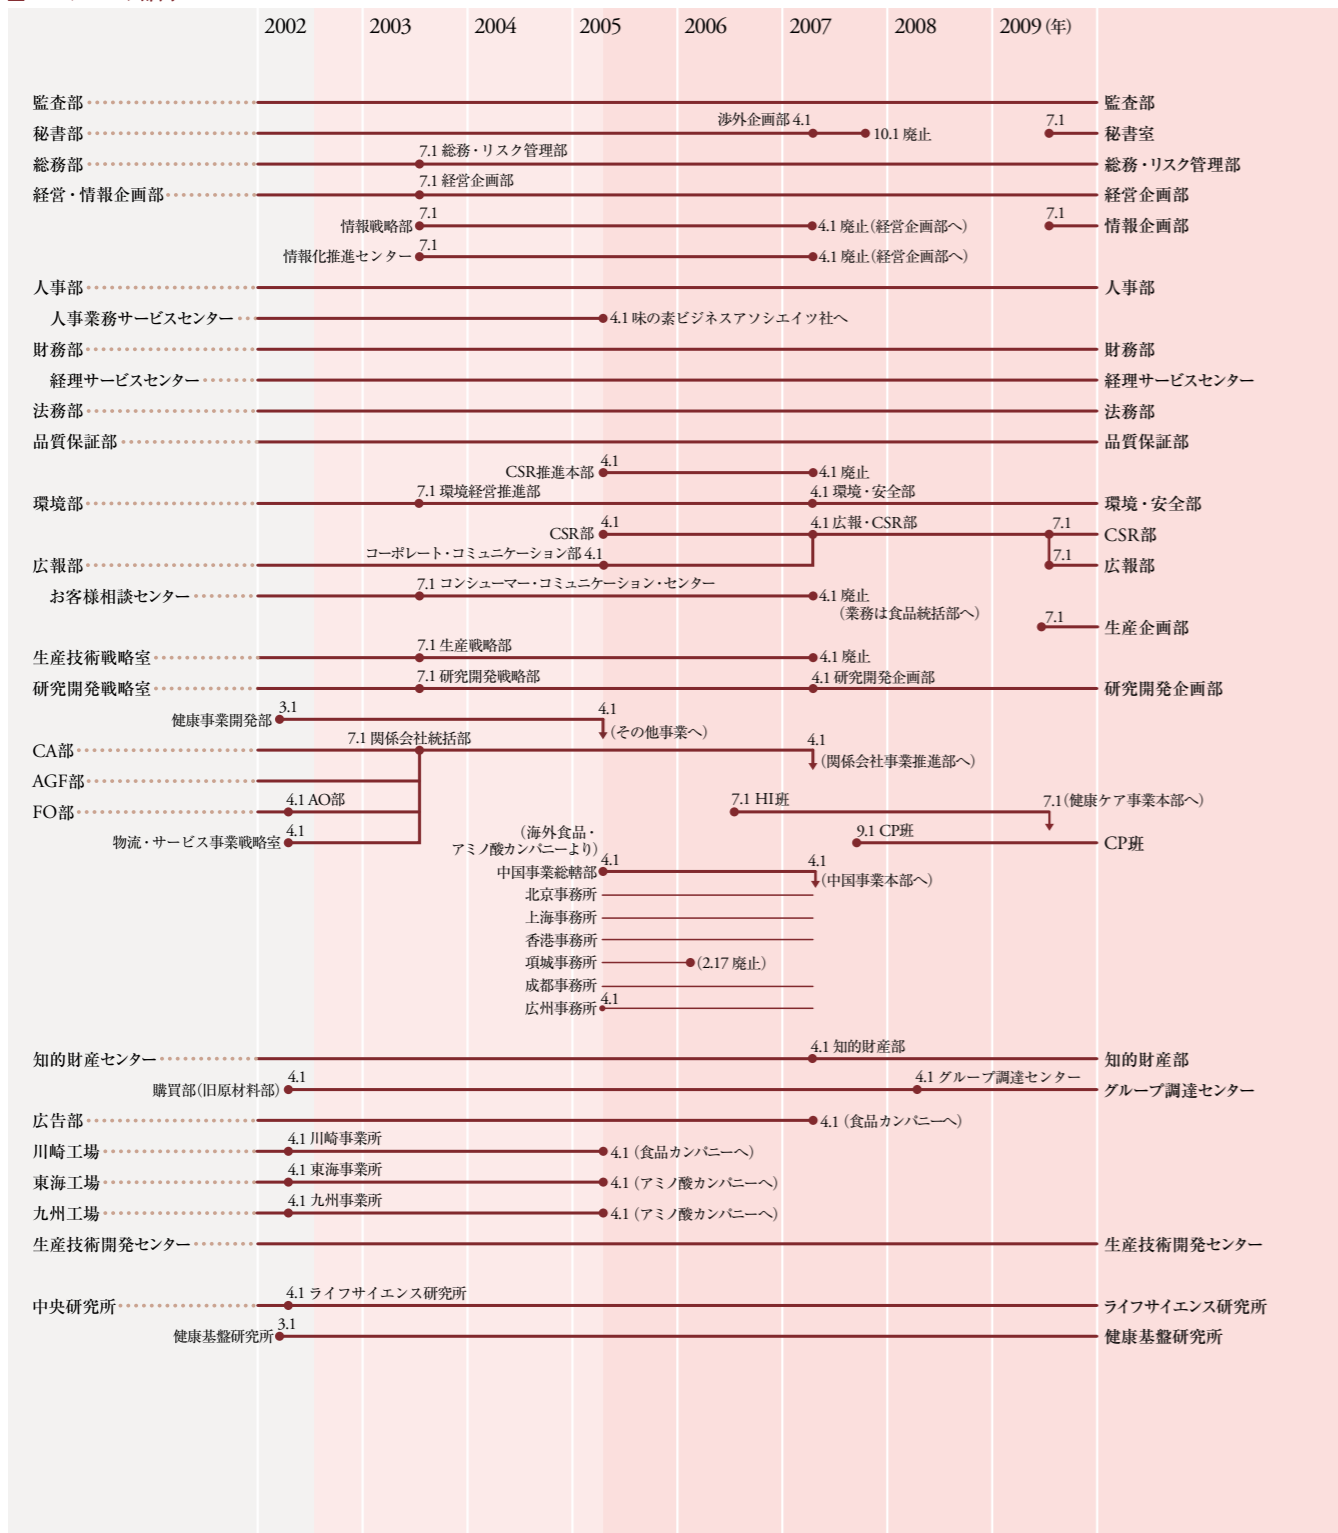 2002 2003 2004 2005 2006 2007 2008 2009 (年)
監査部 監査部
渉外企画部 4.1 7.1
秘書部 10.1 廃止 秘書室
7.1 総務・リスク管理部
総務部 総務・リスク管理部
7.1 経営企画部
経営・情報企画部 経営企画部
7.1 7.1
情報戦略部 4.1 廃止(経営企画部へ) 情報企画部
7.1
情報化推進センター 4.1 廃止(経営企画部へ)
人事部 人事部
人事業務サービスセンター 4.1 味の素ビジネスアソシエイツ社へ
財務部 財務部
経理サービスセンター 経理サービスセンター
法務部 法務部
品質保証部 品質保証部
4.1
CSR推進本部 4.1 廃止
7.1 環境経営推進部 4.1 環境・安全部
環境部 環境・安全部
4.1 4.1 広報・CSR部 7.1
CSR部 CSR部
コーポレート・コミュニケーション部 4.1 7.1
広報部 広報部
7.1 コンシューマー・コミュニケーション・センター
お客様相談センター 4.1 廃止
(業務は食品統括部へ) 7.1
生産企画部
7.1 生産戦略部
生産技術戦略室 4.1 廃止
7.1 研究開発戦略部 4.1 研究開発企画部
研究開発戦略室 研究開発企画部
3.1 4.1
健康事業開発部 (その他事業へ)
7.1 関係会社統括部 4.1
CA部 (関係会社事業推進部へ)
AGF部
4.1 AO部 7.1 HI班 7.1(健康ケア事業本部へ)
FO部
4.1 (海外食品・ 9.1 CP班
物流・サービス事業戦略室 アミノ酸カンパニーより) CP班
4.1 4.1
中国事業総轄部 (中国事業本部へ)
北京事務所
上海事務所
香港事務所
項城事務所 (2.17 廃止)
成都事務所
4.1
広州事務所
4.1 知的財産部
知的財産センター 知的財産部
4.1 4.1 グループ調達センター
購買部(旧原材料部) グループ調達センター
広告部 4.1 (食品カンパニーへ)
4.1 川崎事業所
川崎工場 4.1 (食品カンパニーへ)
4.1 東海事業所
東海工場 4.1 (アミノ酸カンパニーへ)
4.1 九州事業所
九州工場 4.1 (アミノ酸カンパニーへ)
生産技術開発センター 生産技術開発センター
4.1 ライフサイエンス研究所
中央研究所 ライフサイエンス研究所
3.1
健康基盤研究所 健康基盤研究所